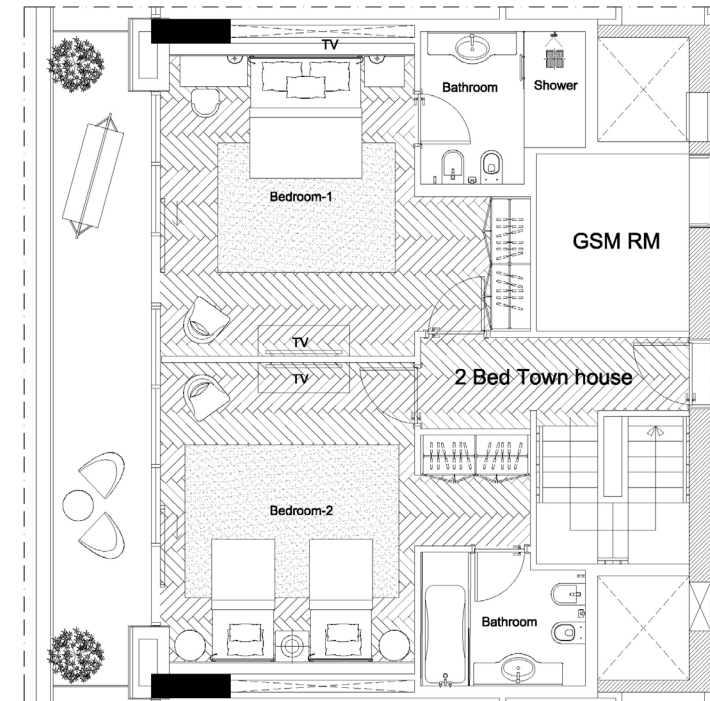 TV
Bathroom
Shower
Bedroom-1
GSM RM
TV
TV
2 Bed Town house
Bedroom-2
Bathroom